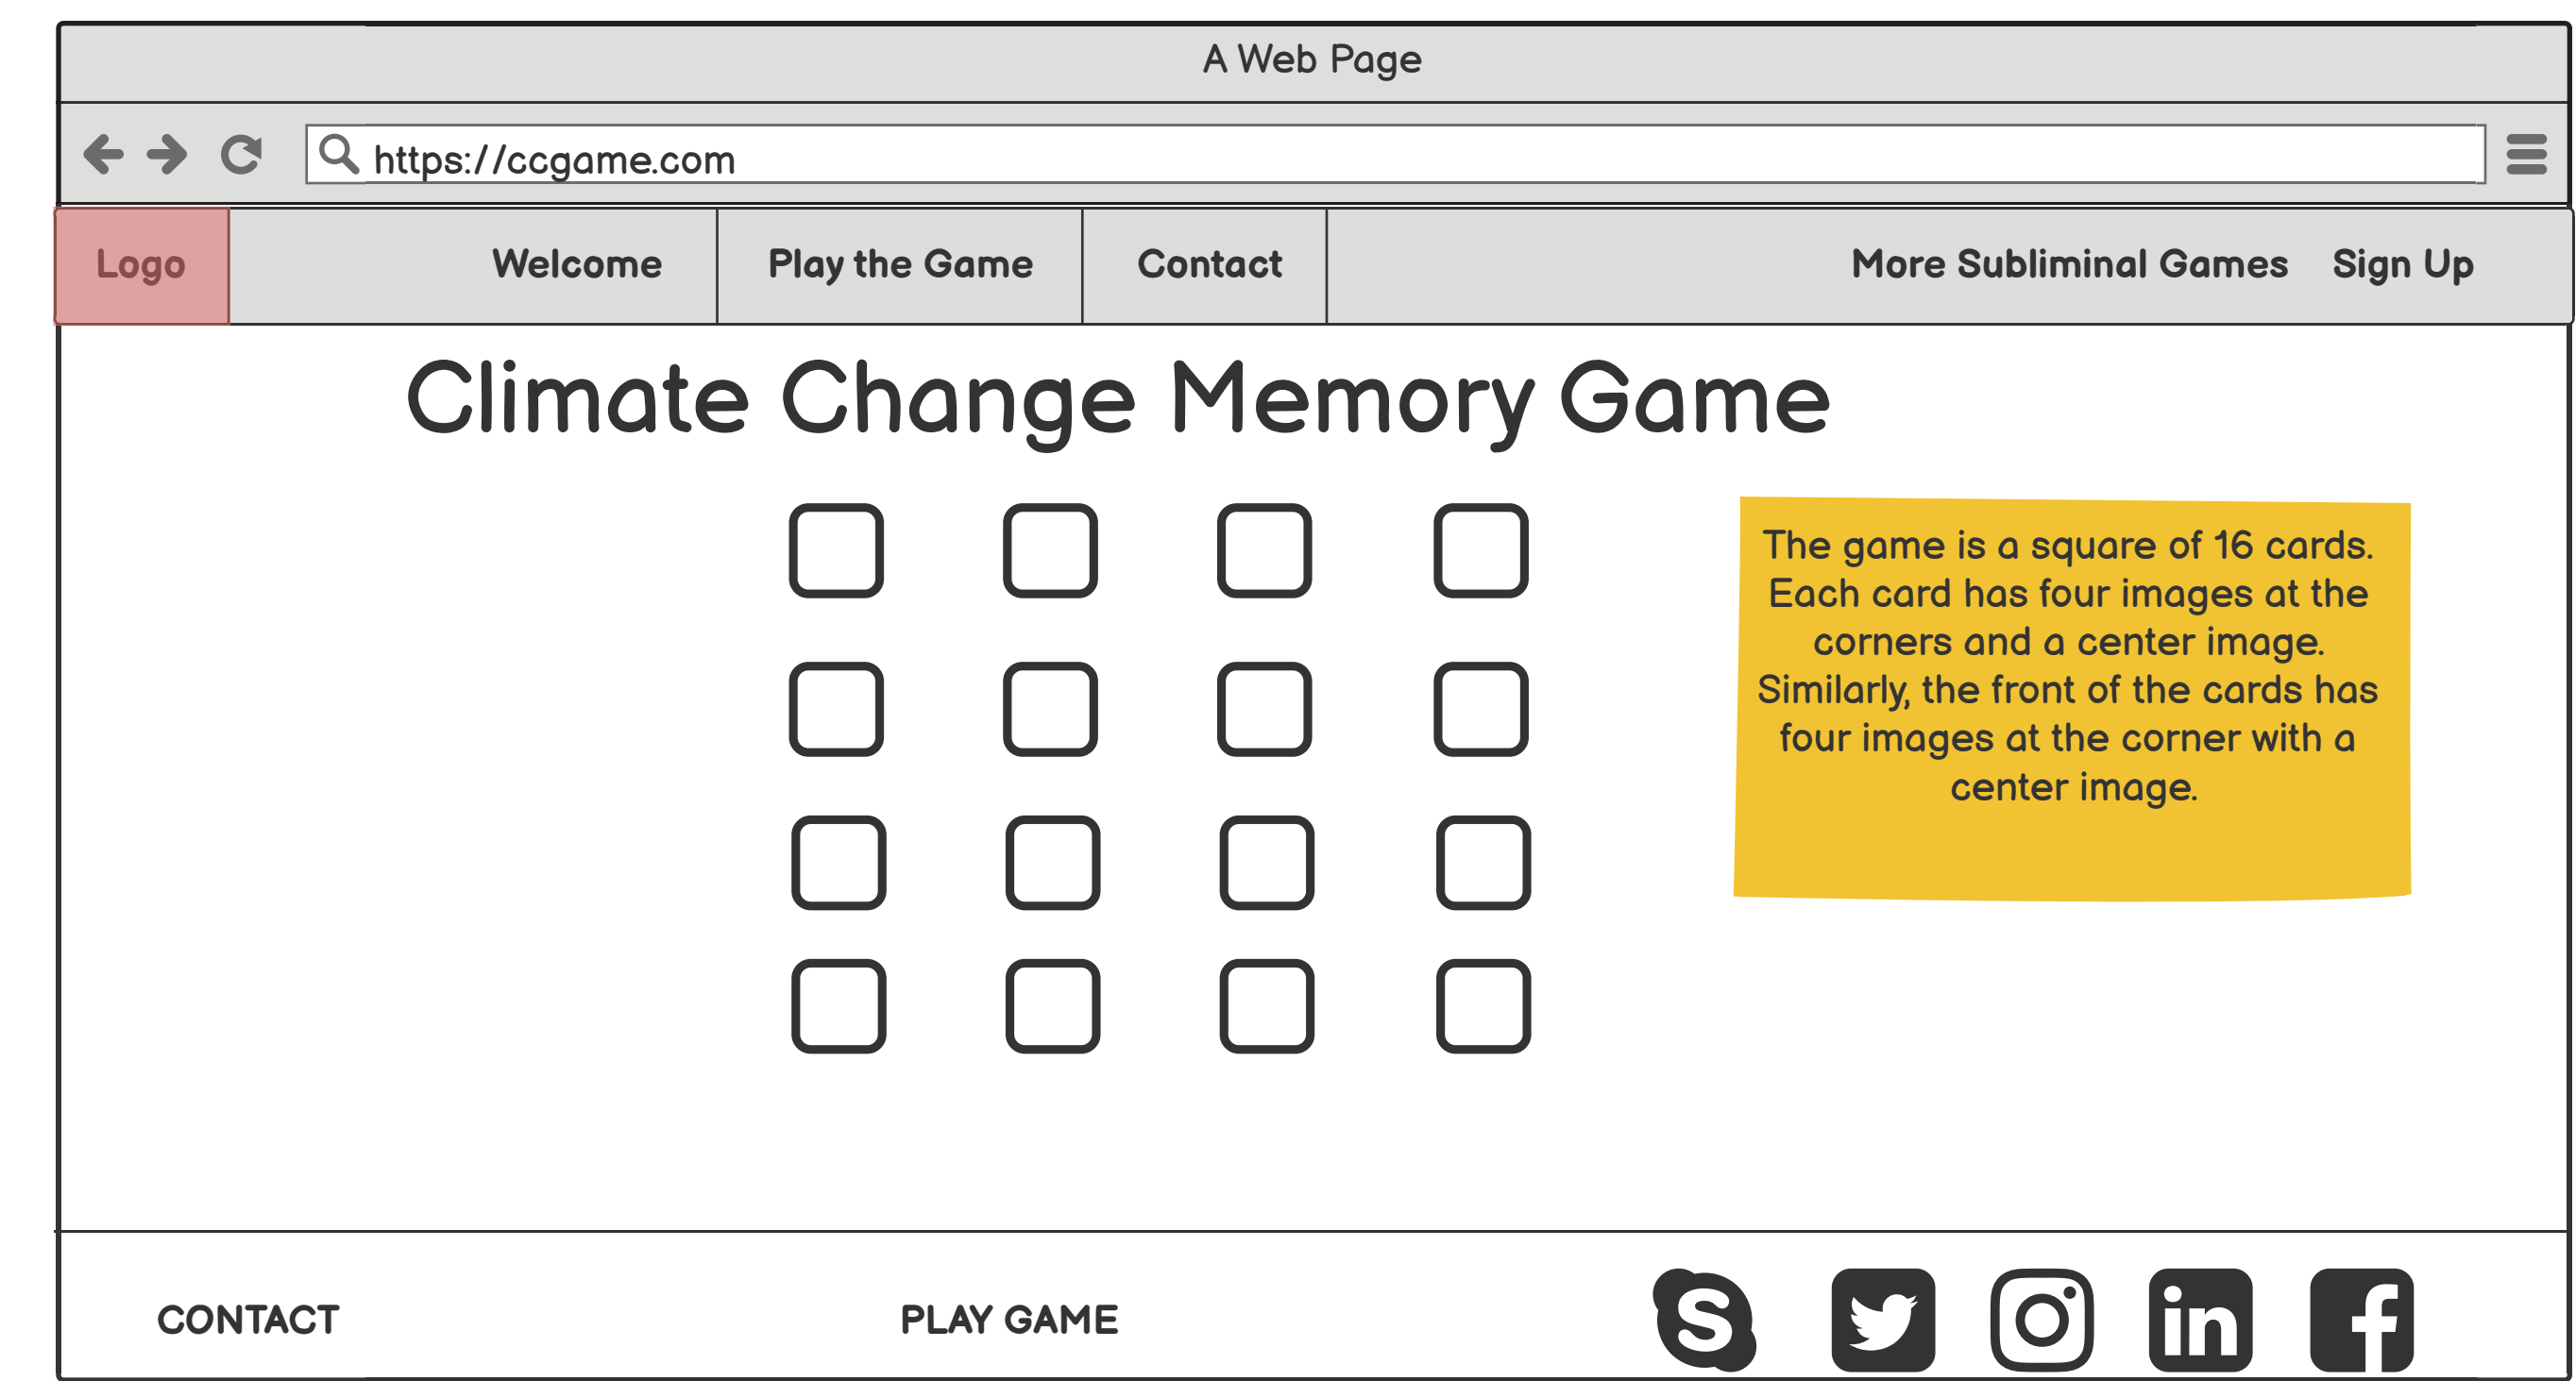 A Web Page
https://ccgame.com
Logo Welcome Play the Game Contact More Subliminal Games Sign Up
Climate Change Memory Game
The game is a square of 16 cards.
Each card has four images at the
corners and a center image.
Similarly, the front of the cards has
four images at the corner with a
center image.
CONTACT PLAY GAME